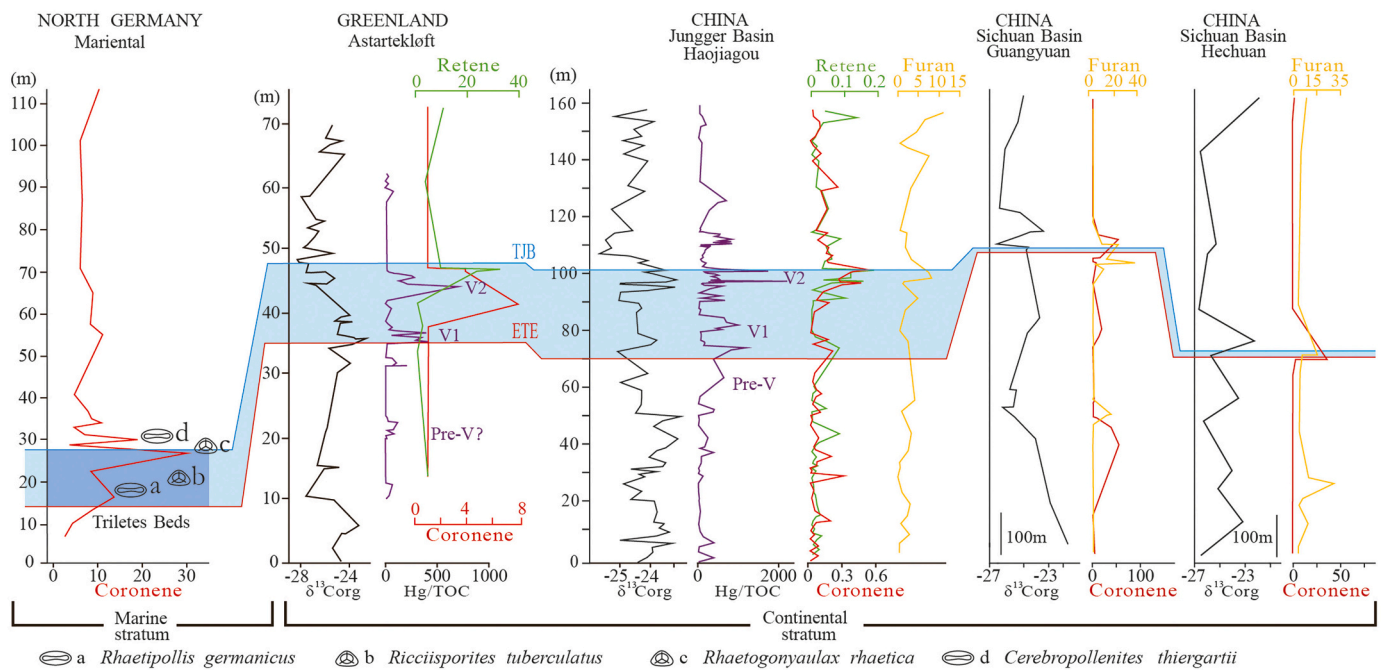 NORTH GERMANY
Mariental
GREENLAND
Astartekløft
CHINA
Jungger Basin
Haojiagou
CHINA
Sichuan Basin
Guangyuan
CHINA
Sichuan Basin
Hechuan
(m)
110
100
90
80
70
60
50
40
30
20
10
0
0 10 20 30
Coronene
d
c
b
a
Triletes Beds
(m)
70
60
50
40
30
20
10
0
-28 -24
δ¹³Corg
0 500 1000
Hg/TOC
Retene
0 20 40
V2
V1
Pre-V?
0 4 8
Coronene
TJB
ETE
(m)
160
140
120
100
80
60
40
20
0
-25 -24
δ¹³Corg
0 2000
Hg/TOC
V2
V1
Pre-V
Retene
0 0.1 0.2
0 0.3 0.6
Coronene
Furan
0 5 10 15
100m
-27 -23
δ¹³Corg
Furan
0 20 40
0 100
Coronene
100m
-27 -23
δ¹³Corg
Furan
0 15 35
0 50
Coronene
Marine
stratum
Continental
stratum
a Rhaetipollis germanicus b Ricciisporites tuberculatus c Rhaetogonyaulax rhaetica d Cerebropollenites thiergartii